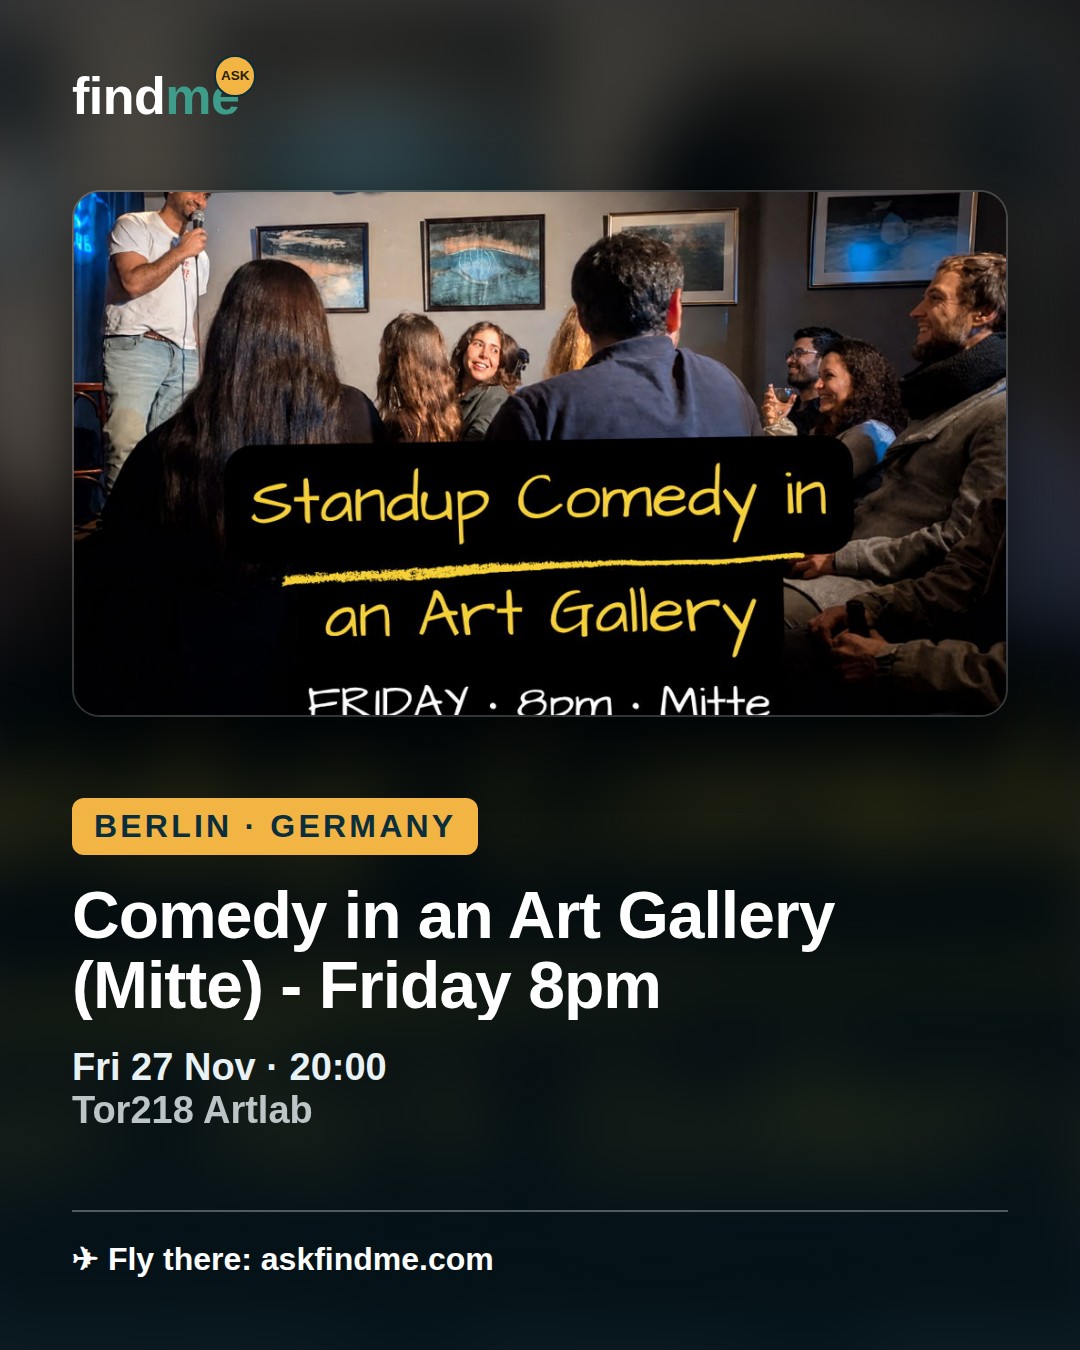 findme
ASK
Standup Comedy in
an Art Gallery
FRIDAY · 8pm · Mitte
BERLIN · GERMANY
Comedy in an Art Gallery
(Mitte) - Friday 8pm
Fri 27 Nov · 20:00
Tor218 Artlab
✈ Fly there: askfindme.com